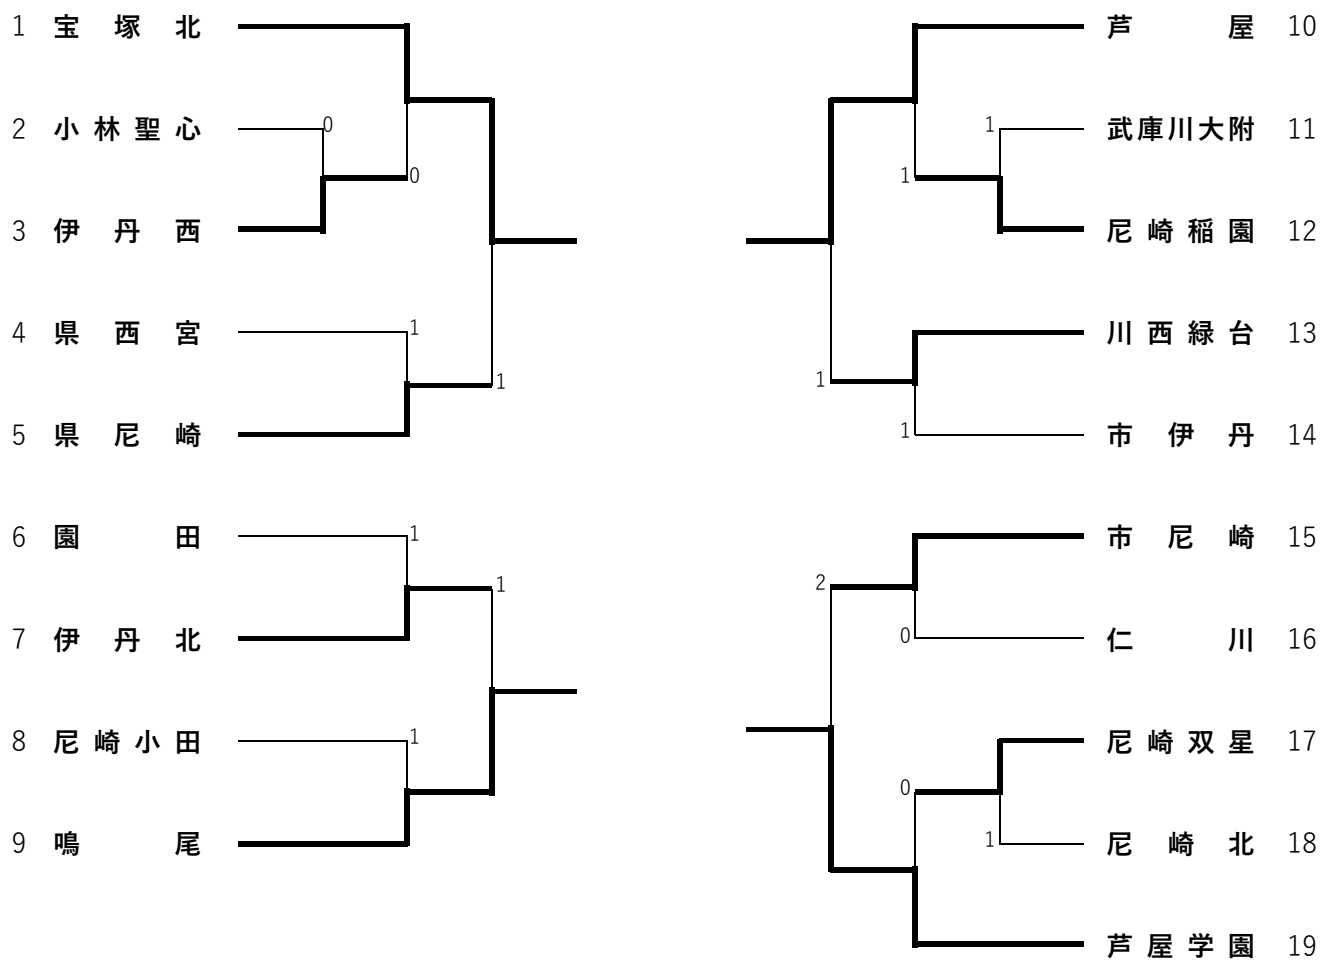 1 宝塚北
2 小林聖心
0
0
3 伊丹西
4 県西宮
1
1
5 県尼崎
6 園田
1
1
7 伊丹北
8 尼崎小田
1
9 鳴尾
芦屋 10
1
武庫川大附 11
1
尼崎稲園 12
川西緑台 13
1
1
市伊丹 14
市尼崎 15
2
0
仁川 16
尼崎双星 17
0
1
尼崎北 18
芦屋学園 19